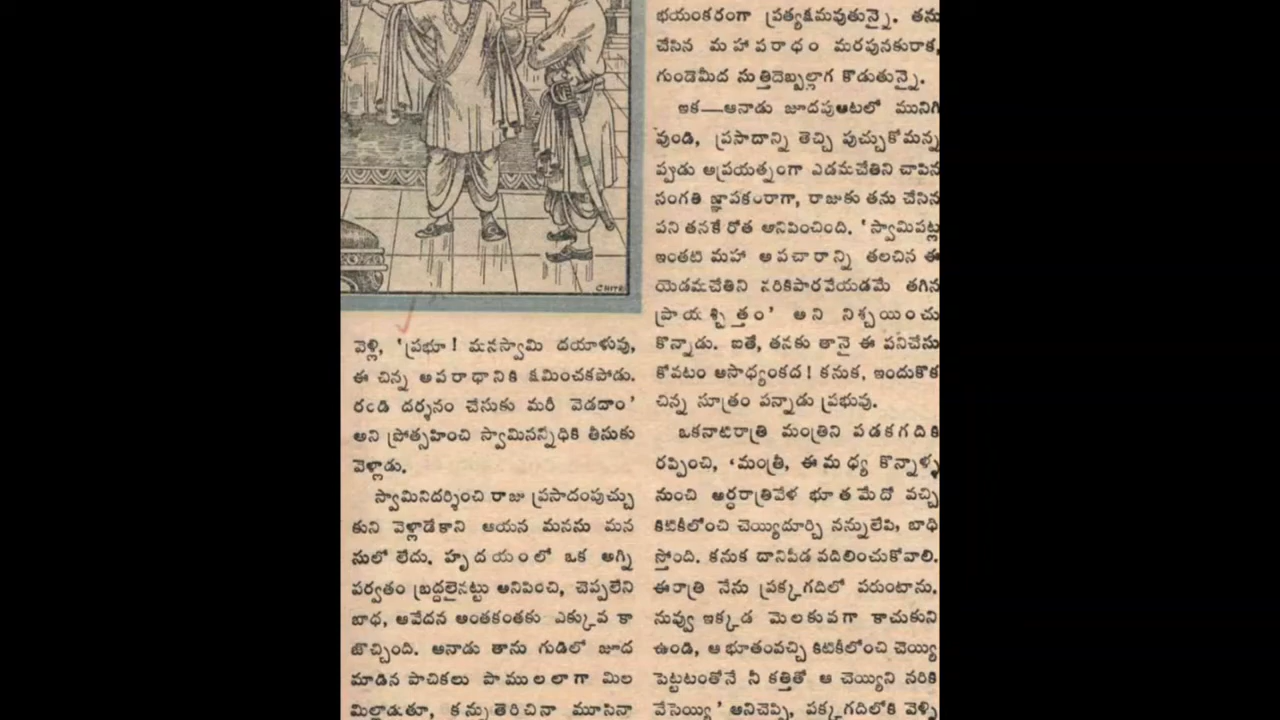 CHITRA
వెళ్లి, 'ప్రభూ! మనస్వామి దయాళువు,
ఈ చిన్న అపరాధానికి క్షమించకపోడు.
రండి దర్శనం చేసుకు మరీ వెడదాం'
అని ప్రోత్సహించి స్వామిసన్నిధికి తీసుకు
వెళ్లాడు.
స్వామినిదర్శించి రాజు ప్రసాదంపుచ్చు
కుని వెళ్లాడేకాని ఆయన మనసు మన
సులో లేదు. హృదయంలో ఒక అగ్ని
పర్వతం బ్రద్దలైనట్టు అనిపించి, చెప్పలేని
బాధ, ఆవేదన అంతకంతకు ఎక్కువ కా
జొచ్చింది. ఆనాడు తాను గుడిలో జూద
మాడిన పాచికలు పాములలాగా మిల
మిల్లాడుతూ, కన్నుతెరిచినా మూసినా
భయంకరంగా ప్రత్యక్షమవుతున్నై. తను
చేసిన మహాపరాధం మరపునకురాక,
గుండెమీద సుత్తిదెబ్బల్లాగ కొడుతున్నై.
ఇక—ఆనాడు జూదపుఆటలో మునిగి
వుండి, ప్రసాదాన్ని తెచ్చి పుచ్చుకోమన్న
ప్పుడు అప్రయత్నంగా ఎడమచేతిని చాపిన
సంగతి జ్ఞాపకంరాగా, రాజుకు తను చేసిన
పని తనకే రోత అనిపించింది. 'స్వామిపట్ల
ఇంతటి మహా అపచారాన్ని తలచిన ఈ
యెడమచేతిని నరికిపారవేయడమే తగిన
ప్రాయశ్చిత్తం' అని నిశ్చయించు
కొన్నాడు. ఐతే, తనకు తానై ఈ పనిచేసు
కోవటం అసాధ్యంకద! కనుక, ఇందుకొక
చిన్న సూత్రం పన్నాడు ప్రభువు.
ఒకనాటిరాత్రి మంత్రిని పడకగదికి
రప్పించి, 'మంత్రీ, ఈమధ్య కొన్నాళ్ళ
నుంచి అర్ధరాత్రివేళ భూతమేదో వచ్చి
కిటికీలోంచి చెయ్యిదూర్చి నన్నులేపి, బాధి
స్తోంది. కనుక దానిపీడ వదిలించుకోవాలి.
ఈరాత్రి నేను ప్రక్కగదిలో పరుంటాను.
నువ్వు ఇక్కడ మెలకువగా కాచుకుని
ఉండి, ఆ భూతంవచ్చి కిటికీలోంచి చెయ్యి
పెట్టటంతోనే నీ కత్తితో ఆ చెయ్యిని నరికి
వేసెయ్యి' అనిచెప్పి, పక్కగదిలోకి వెళ్ళి